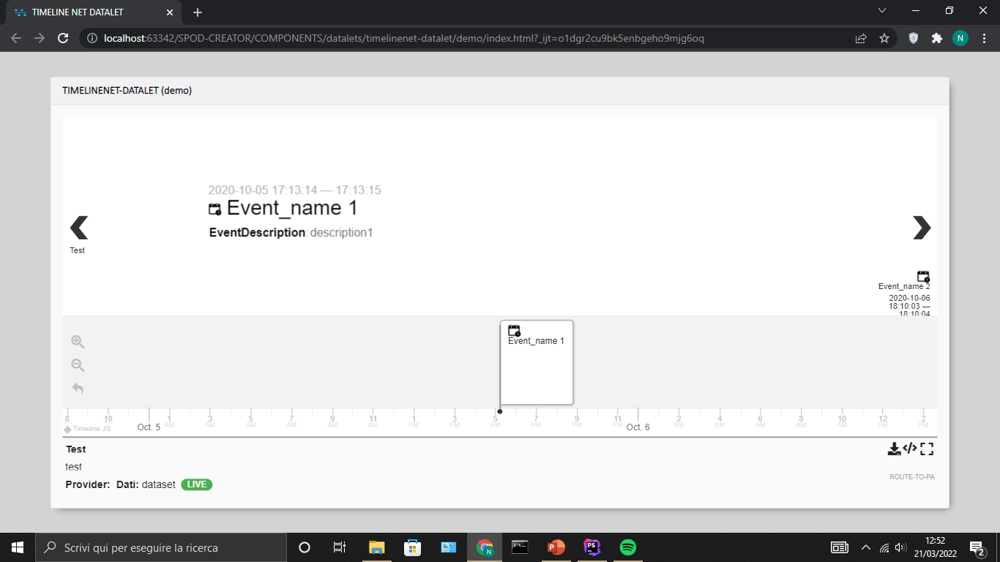 TIMELINE NET DATALET
localhost:63342/SPOD-CREATOR/COMPONENTS/datalets/timelinenet-datalet/demo/index.html?_ijt=o1dgr2cu9bk5enbgeho9mjg6oq
N
TIMELINENET-DATALET (demo)
2020-10-05 17:13:14 — 17:13:15
Event_name 1
EventDescription: description1
Test
Event_name 2
2020-10-06
18:10:03 —
18:10:04
Event_name 1
8 10 1 AM 3 AM 5 AM 7 AM 9 AM 11 AM 1 PM 3 PM 5 PM 7 PM 9 PM 11 PM 2 AM 4 AM 6 AM 8 AM 10 AM 12 PM 2 PM
Timeline JS Oct. 5 Oct. 6
Test
test
Provider: Dati: dataset LIVE
ROUTE-TO-PA
Scrivi qui per eseguire la ricerca
N
P
PS
12:52
21/03/2022
2